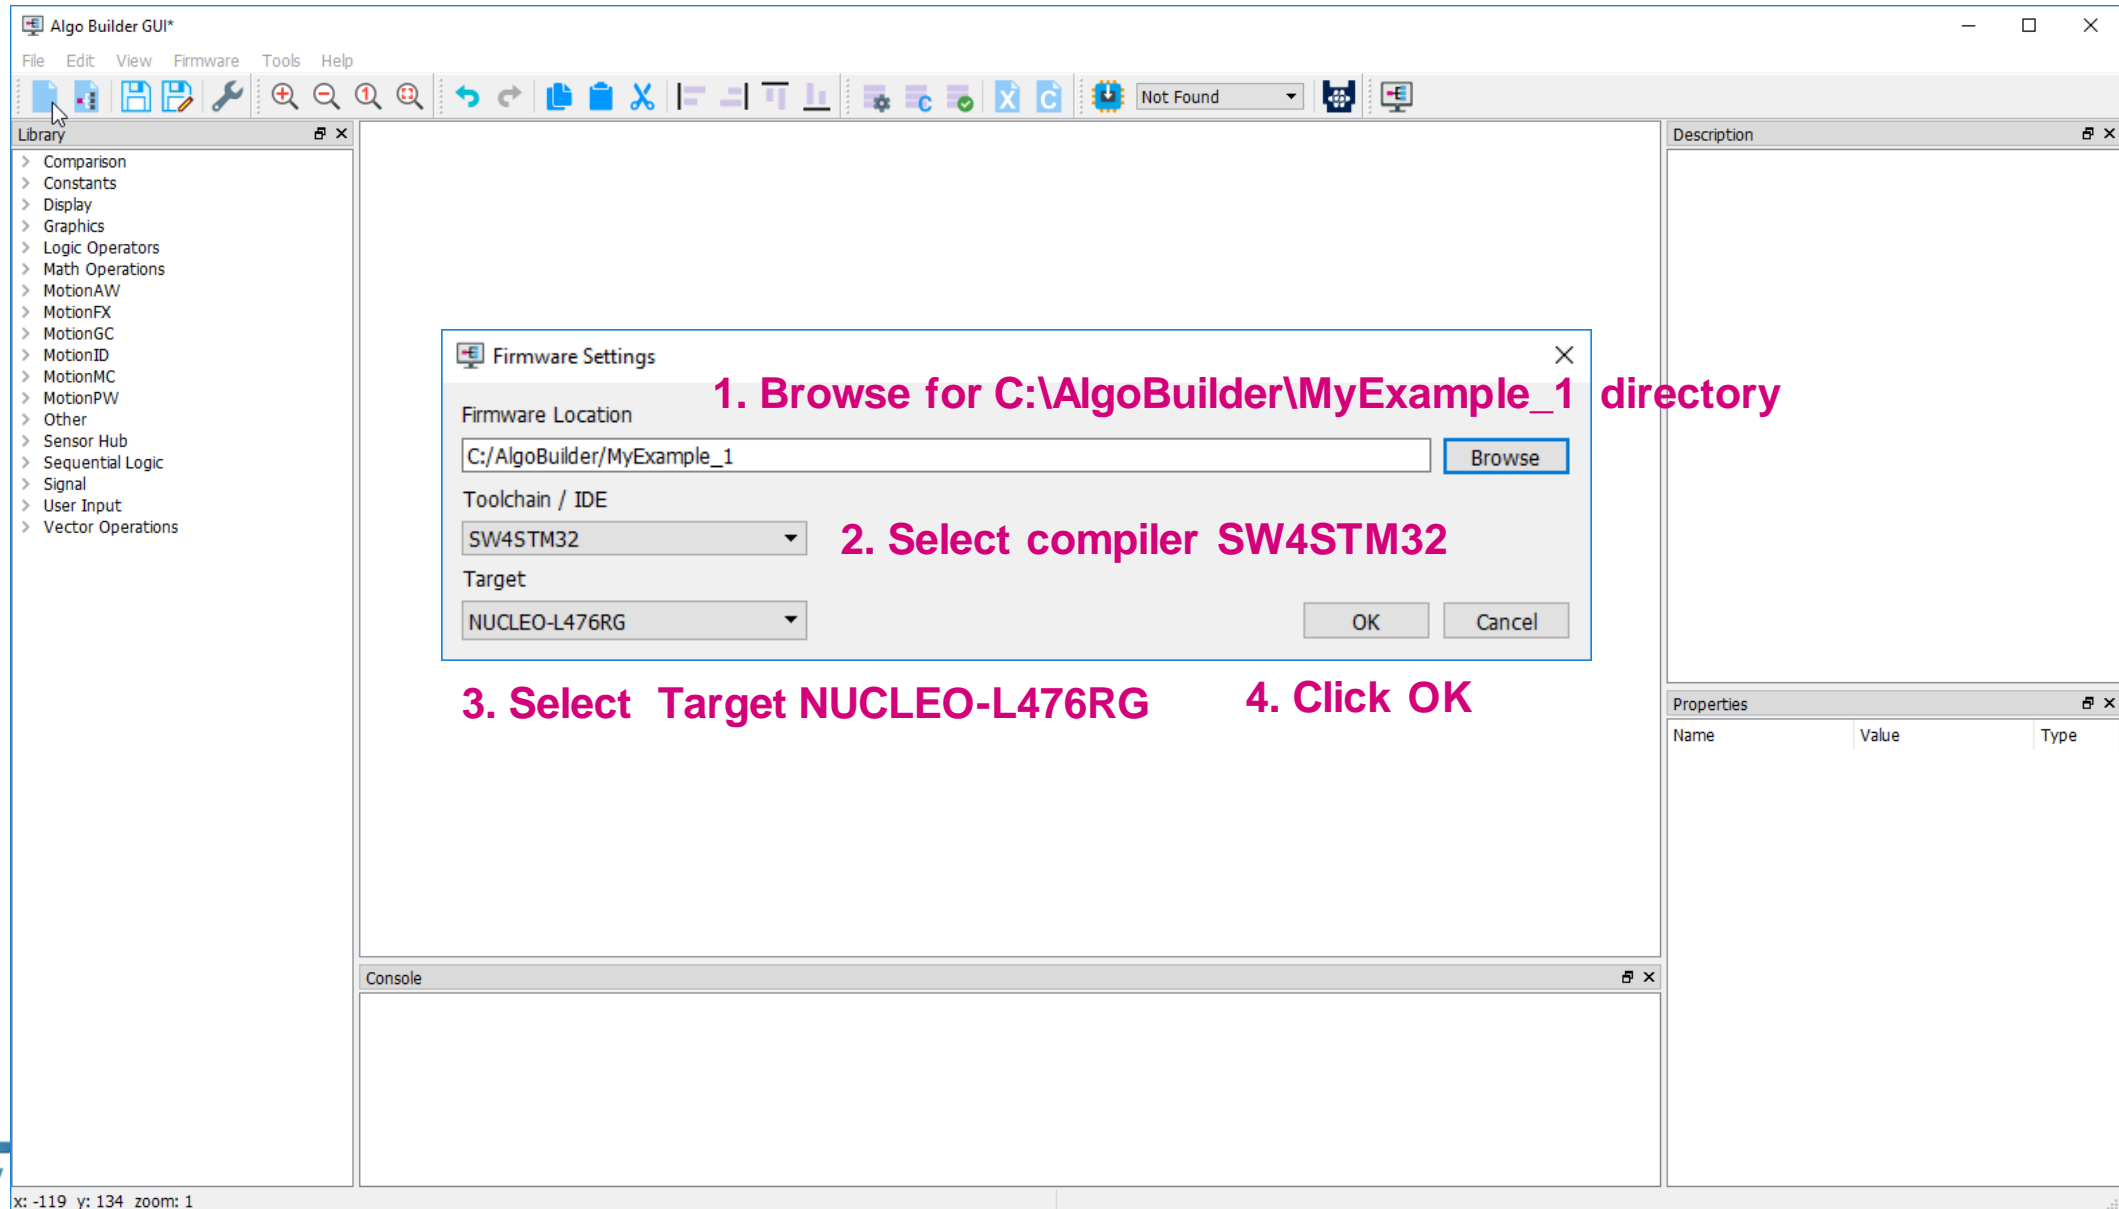 Algo Builder GUI*
File Edit View Firmware Tools Help
Not Found
Library
Comparison
Constants
Display
Graphics
Logic Operators
Math Operations
MotionAW
MotionFX
MotionGC
MotionID
MotionMC
MotionPW
Other
Sensor Hub
Sequential Logic
Signal
User Input
Vector Operations
Firmware Settings
1. Browse for C:\AlgoBuilder\MyExample_1 directory
Firmware Location
C:/AlgoBuilder/MyExample_1 Browse
Toolchain / IDE
SW4STM32
2. Select compiler SW4STM32
Target
NUCLEO-L476RG
OK Cancel
3. Select Target NUCLEO-L476RG
4. Click OK
Description
Properties
Name Value Type
Console
x: -119 y: 134 zoom: 1